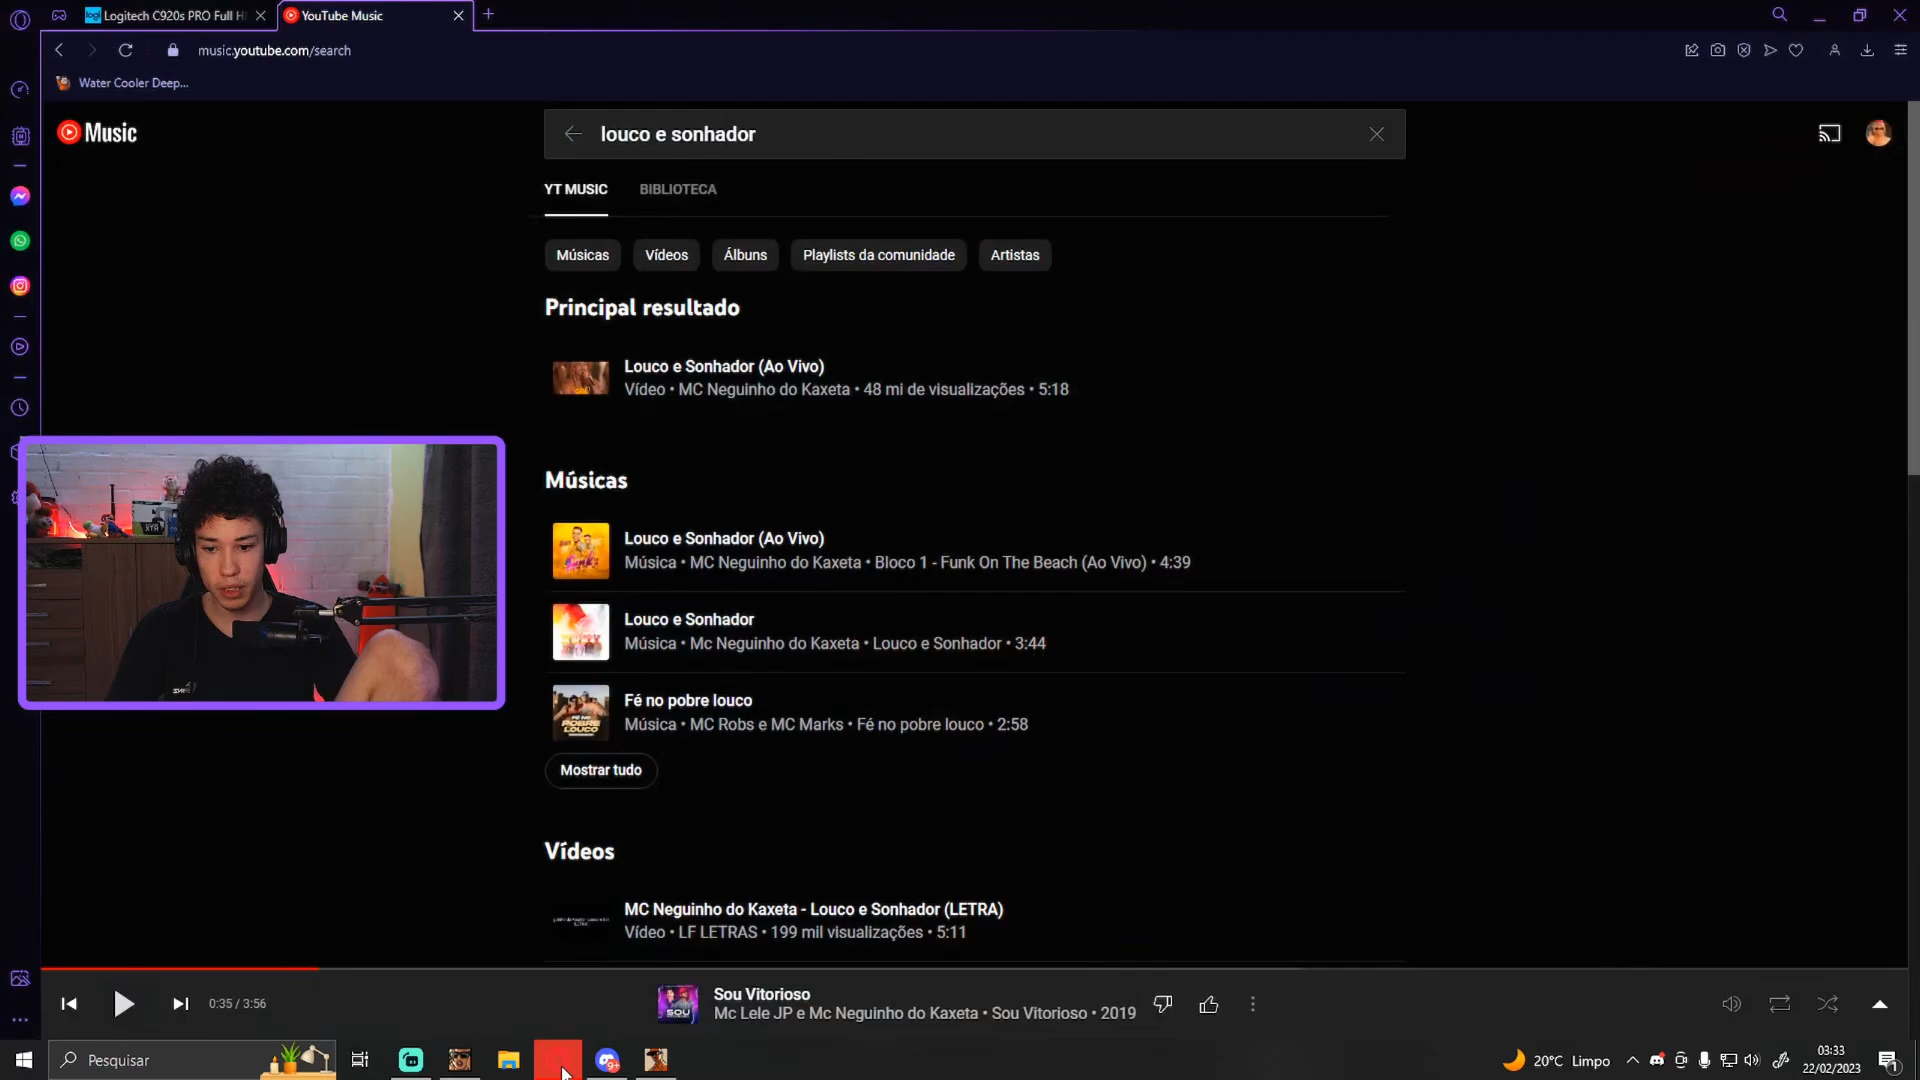 Logitech C920s PRO Full H
YouTube Music
music.youtube.com/search
Water Cooler Deep...
Music
louco e sonhador
YT MUSIC
BIBLIOTECA
Músicas
Vídeos
Álbuns
Playlists da comunidade
Artistas
Principal resultado
Louco e Sonhador (Ao Vivo)
Vídeo • MC Neguinho do Kaxeta • 48 mi de visualizações • 5:18
Músicas
Louco e Sonhador (Ao Vivo)
Música • MC Neguinho do Kaxeta • Bloco 1 - Funk On The Beach (Ao Vivo) • 4:39
Louco e Sonhador
Música • Mc Neguinho do Kaxeta • Louco e Sonhador • 3:44
Fé no pobre louco
Música • MC Robs e MC Marks • Fé no pobre louco • 2:58
Mostrar tudo
Vídeos
MC Neguinho do Kaxeta - Louco e Sonhador (LETRA)
Vídeo • LF LETRAS • 199 mil visualizações • 5:11
0:35 / 3:56
Sou Vitorioso
Mc Lele JP e Mc Neguinho do Kaxeta • Sou Vitorioso • 2019
Pesquisar
20°C Limpo
03:33
22/02/2023